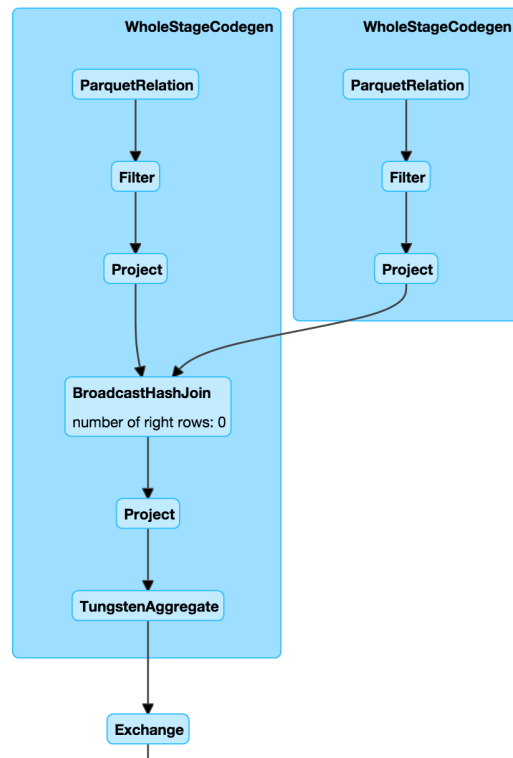 WholeStageCodegen
ParquetRelation
Filter
Project
BroadcastHashJoin
number of right rows: 0
Project
TungstenAggregate
WholeStageCodegen
ParquetRelation
Filter
Project
Exchange